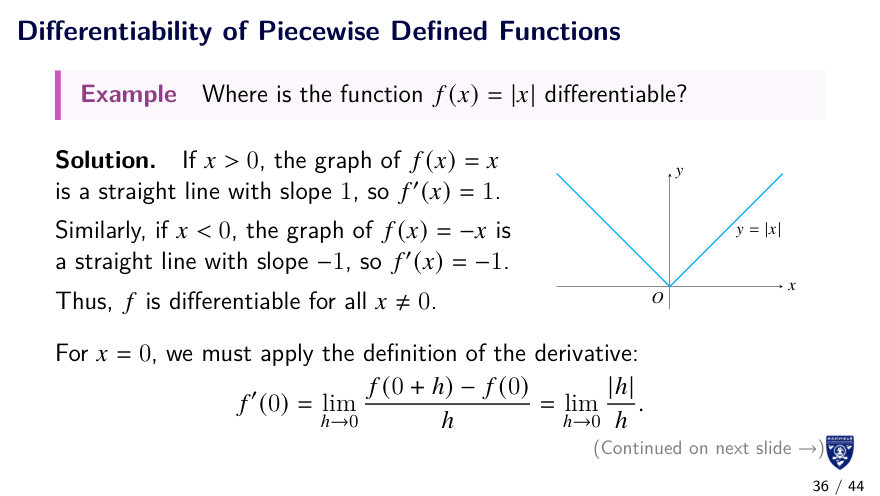 Differentiability of Piecewise Defined Functions
Example Where is the function f(x) = |x| differentiable?
Solution. If x > 0, the graph of f(x) = x
is a straight line with slope 1, so f′(x) = 1.
Similarly, if x < 0, the graph of f(x) = −x is
a straight line with slope −1, so f′(x) = −1.
Thus, f is differentiable for all x ≠ 0.
y
y = |x|
x
O
For x = 0, we must apply the definition of the derivative:
f′(0) = lim_{h→0} \frac{f(0 + h) − f(0)}{h} = lim_{h→0} \frac{|h|}{h}.
(Continued on next slide →)
36 / 44